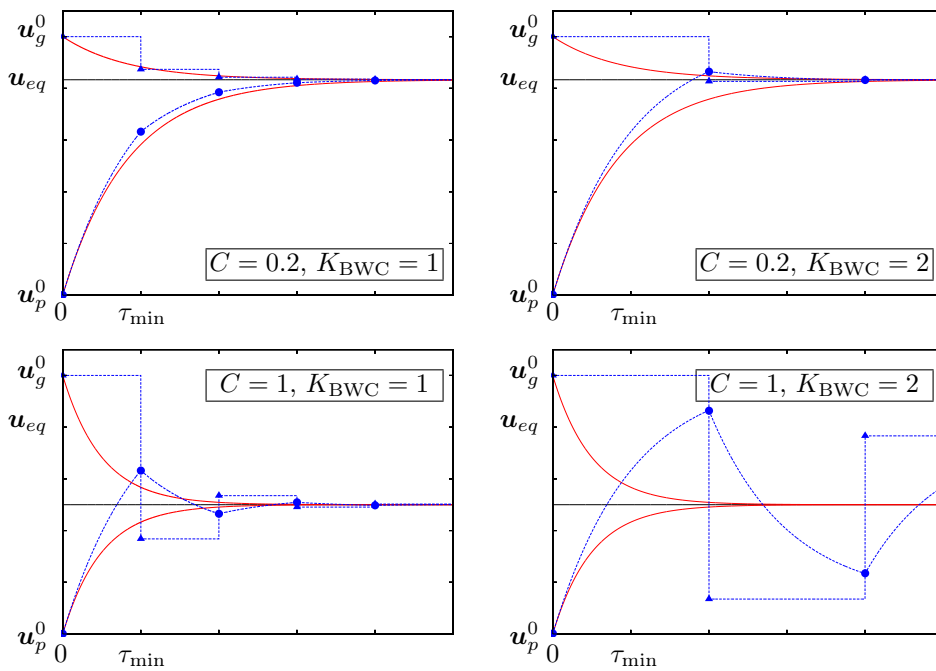 u_g^0
u_eq
C = 0.2, K_BWC = 1
u_p^0
0 τ_min
u_g^0
u_eq
C = 0.2, K_BWC = 2
u_p^0
0 τ_min
u_g^0
C = 1, K_BWC = 1
u_eq
u_p^0
0 τ_min
u_g^0
C = 1, K_BWC = 2
u_eq
u_p^0
0 τ_min